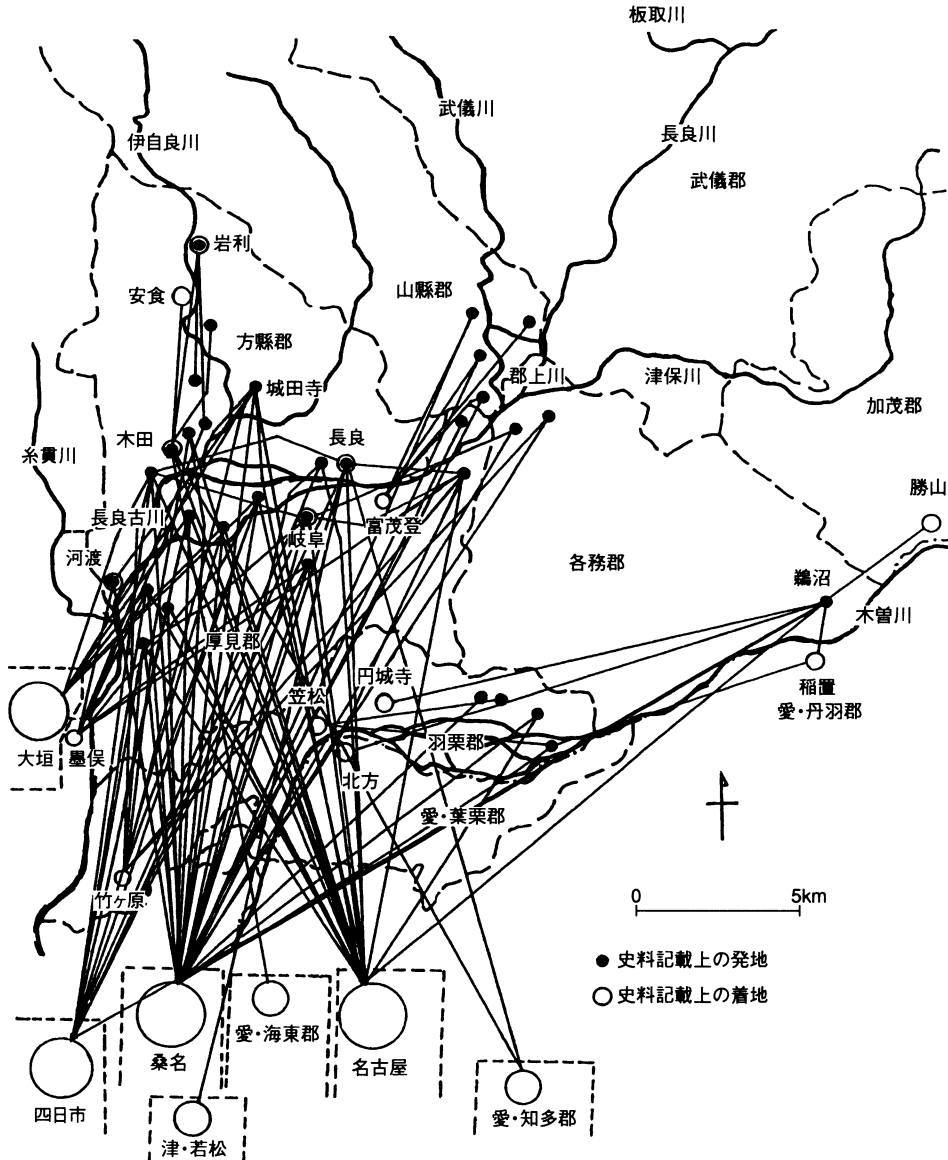 板取川
武儀川
長良川
伊自良川
武儀郡
岩利
安食
山縣郡
方縣郡
郡上川
津保川
城田寺
加茂郡
木田
長良
糸貫川
勝山
長良古川
岐阜
富茂登
河渡
各務郡
鵜沼
木曽川
厚見郡
円城寺
笠松
稲置
愛・丹羽郡
大垣
墨俣
羽栗郡
北方
愛・葉栗郡
竹ヶ原
0
5km
史料記載上の発地
史料記載上の着地
愛・海東郡
桑名
名古屋
四日市
愛・知多郡
津・若松